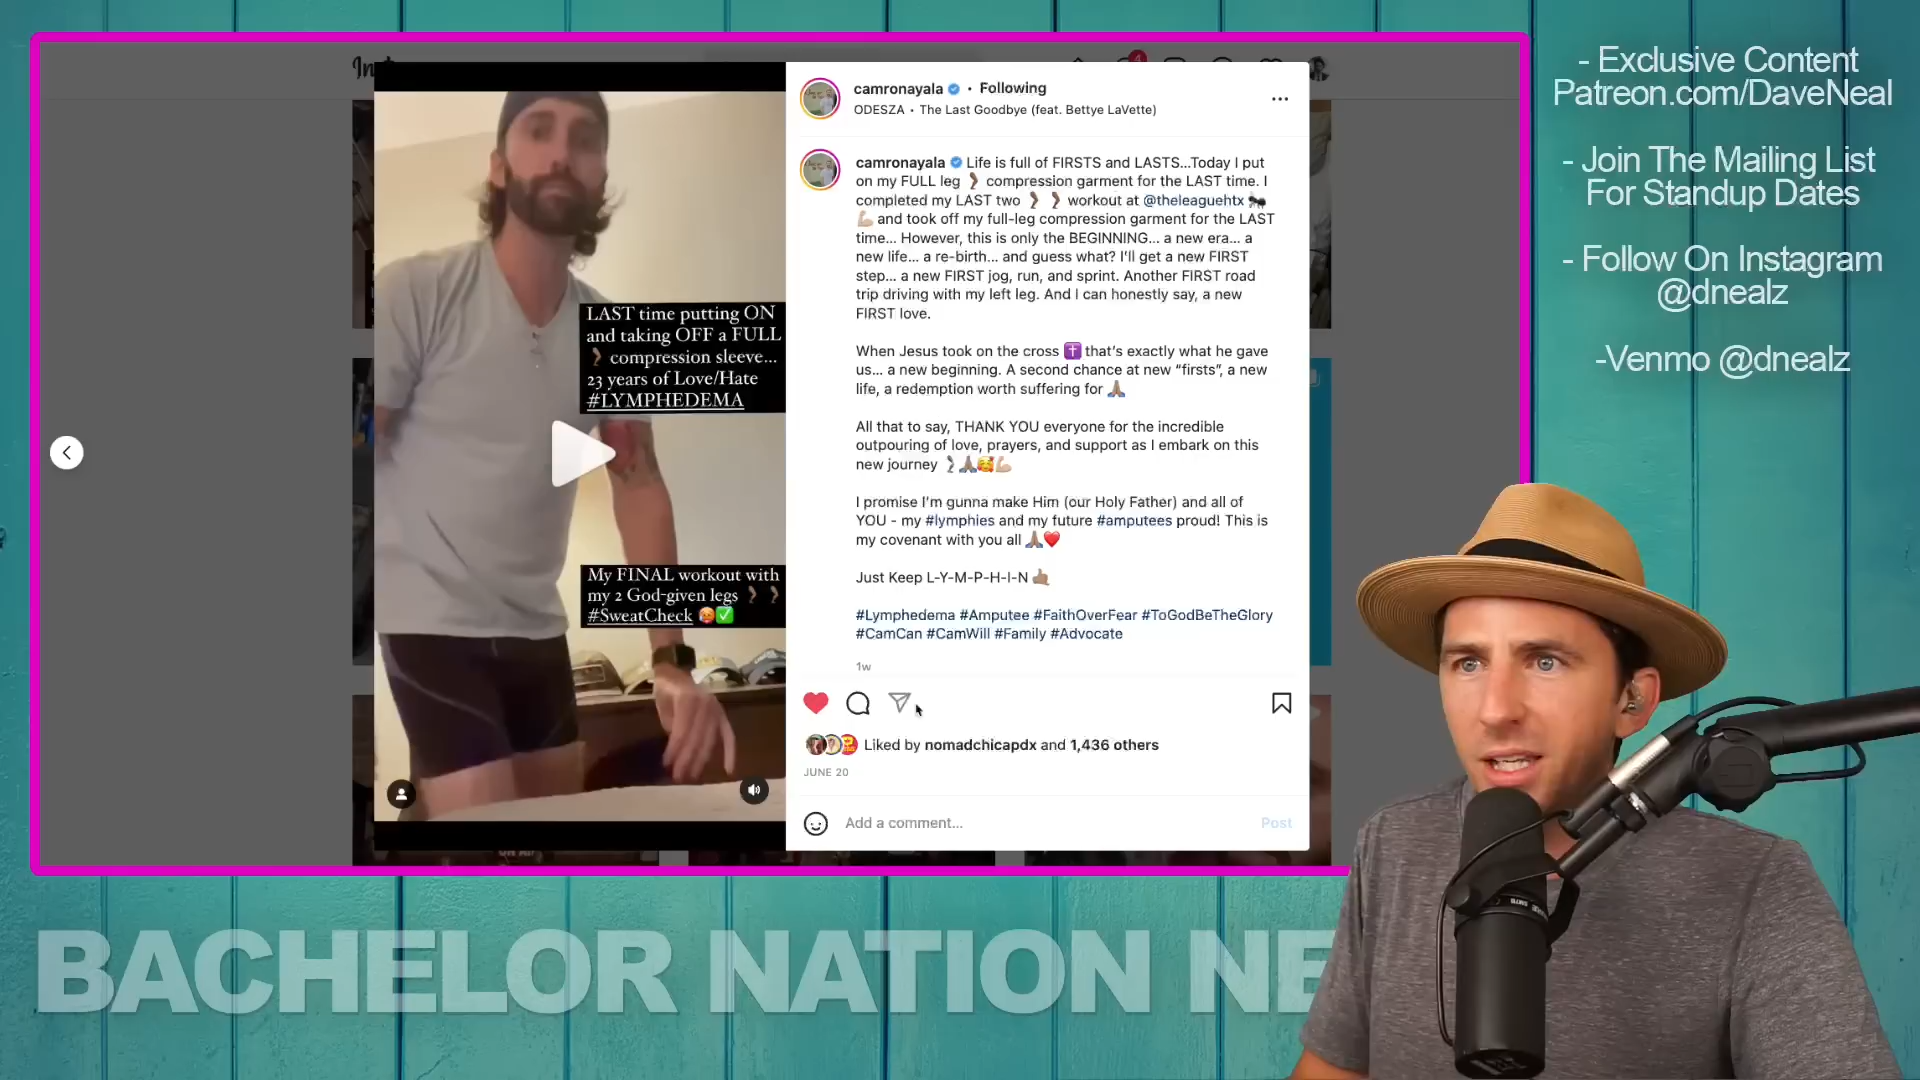 Inst
4
camronayala • Following
ODESZA • The Last Goodbye (feat. Bettye LaVette)
camronayala Life is full of FIRSTS and LASTS...Today I put
on my FULL leg 🦵🏽 compression garment for the LAST time. I
completed my LAST two 🦵🏽 🦵🏽 workout at @theleaguehtx 🐜
💪🏼 and took off my full-leg compression garment for the LAST
time... However, this is only the BEGINNING... a new era... a
new life... a re-birth... and guess what? I'll get a new FIRST
step... a new FIRST jog, run, and sprint. Another FIRST road
trip driving with my left leg. And I can honestly say, a new
FIRST love.
When Jesus took on the cross ✝️ that's exactly what he gave
us... a new beginning. A second chance at new “firsts”, a new
life, a redemption worth suffering for 🙏🏽
All that to say, THANK YOU everyone for the incredible
outpouring of love, prayers, and support as I embark on this
new journey 🦿🙏🏽🥰💪🏼
I promise I'm gunna make Him (our Holy Father) and all of
YOU - my #lymphies and my future #amputees proud! This is
my covenant with you all 🙏🏽❤️
Just Keep L-Y-M-P-H-I-N 🤙🏽
#Lymphedema #Amputee #FaithOverFear #ToGodBeTheGlory
#CamCan #CamWill #Family #Advocate
1w
Liked by nomadchicapdx and 1,436 others
JUNE 20
Add a comment...
Post
LAST time putting ON
and taking OFF a FULL
🦵🏽 compression sleeve...
23 years of Love/Hate
#LYMPHEDEMA
My FINAL workout with
my 2 God-given legs 🦵🏽 🦵🏽
#SweatCheck 🥵✅
- Exclusive Content
Patreon.com/DaveNeal
- Join The Mailing List
For Standup Dates
- Follow On Instagram
@dnealz
-Venmo @dnealz
BACHELOR NATION NE